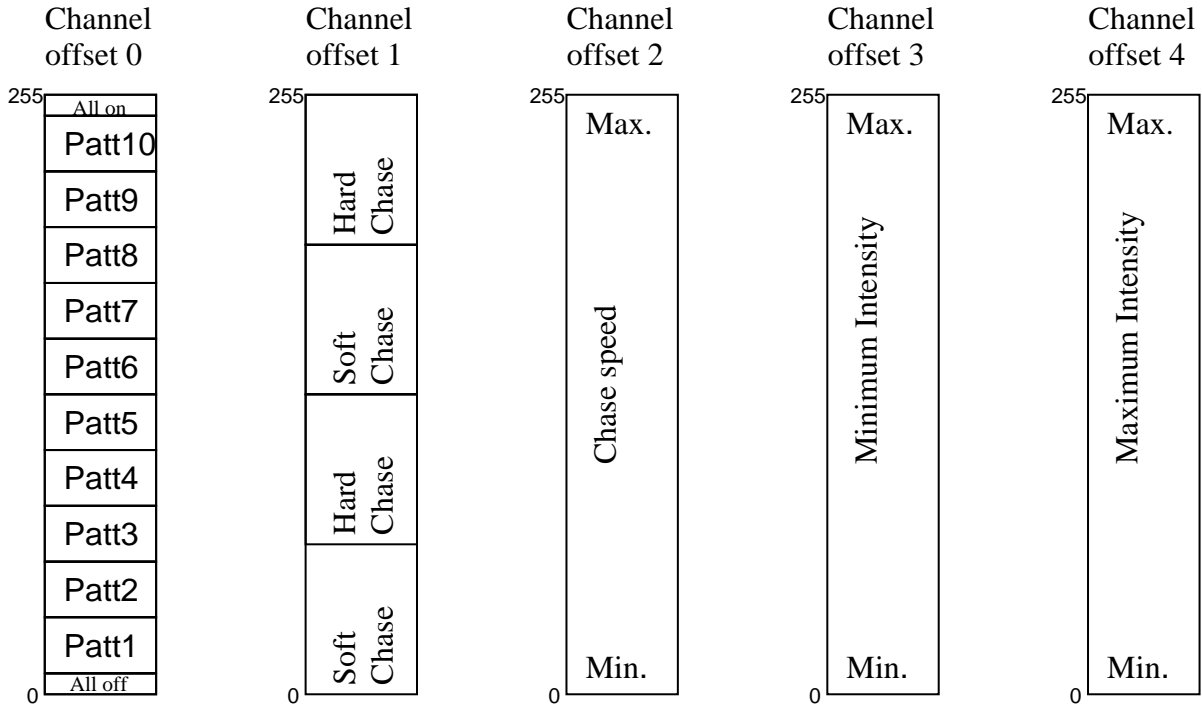 Channel
offset 0
255
All on
Patt10
Patt9
Patt8
Patt7
Patt6
Patt5
Patt4
Patt3
Patt2
Patt1
All off
0
Channel
offset 1
255
Hard
Chase
Soft
Chase
Hard
Chase
Soft
Chase
0
Channel
offset 2
255
Max.
Chase speed
Min.
0
Channel
offset 3
255
Max.
Minimum Intensity
Min.
0
Channel
offset 4
255
Max.
Maximum Intensity
Min.
0